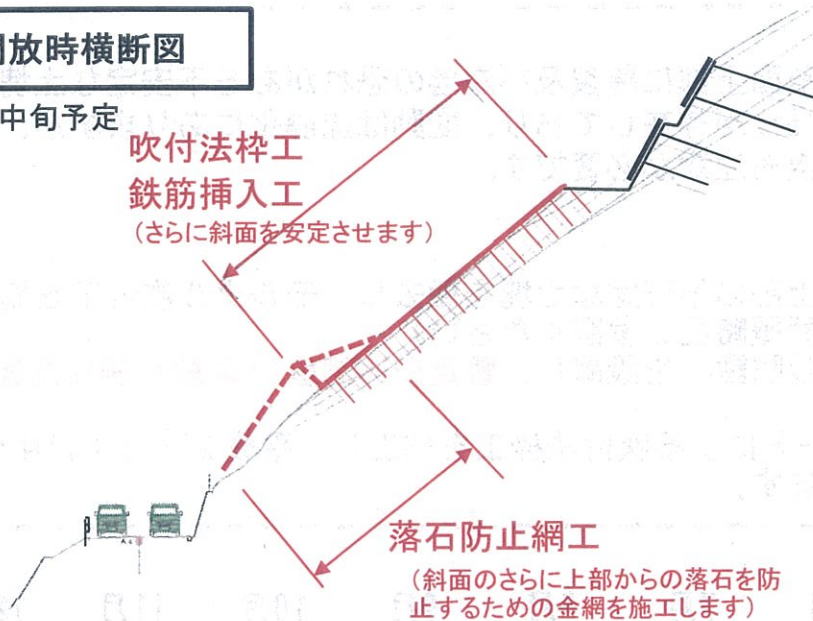 放時横断図
中旬予定
吹付法枠工
鉄筋挿入工
（さらに斜面を安定させます）
落石防止網工
（斜面のさらに上部からの落石を防
止するための金網を施工します）